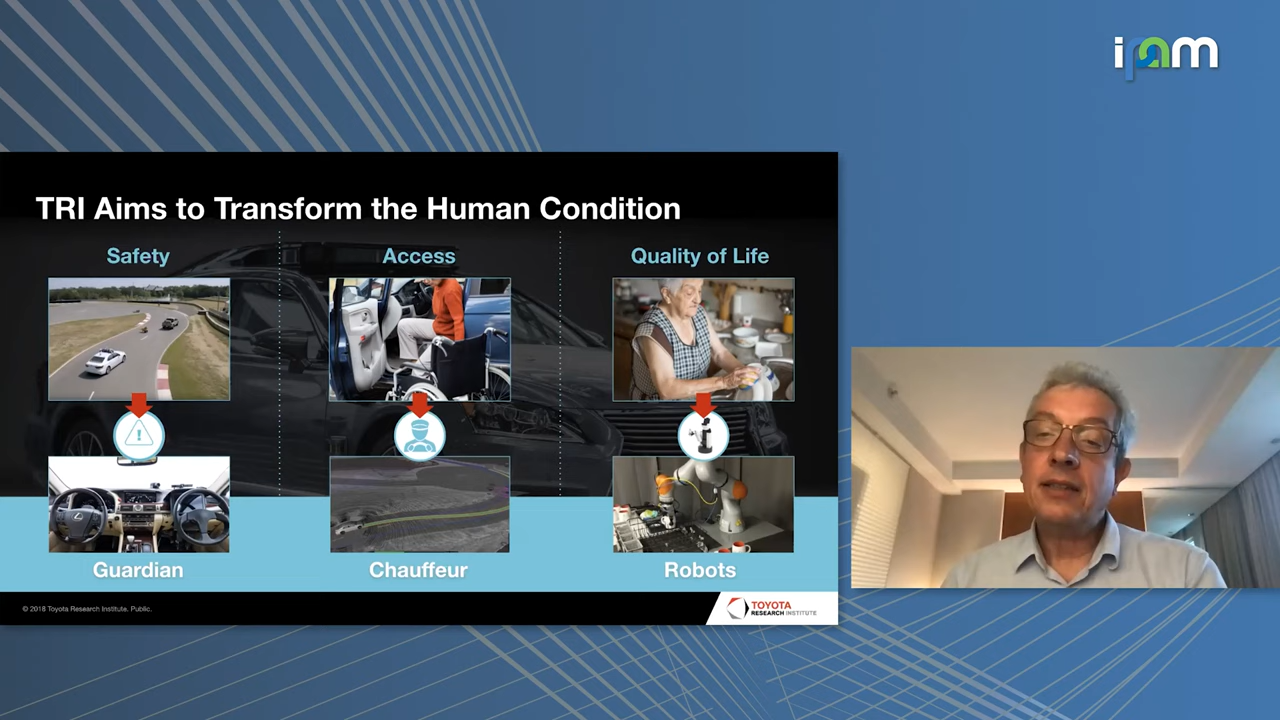 ipam
TRI Aims to Transform the Human Condition
Safety
Access
Quality of Life
Guardian
Chauffeur
Robots
© 2018 Toyota Research Institute. Public.
TOYOTA
RESEARCH INSTITUTE